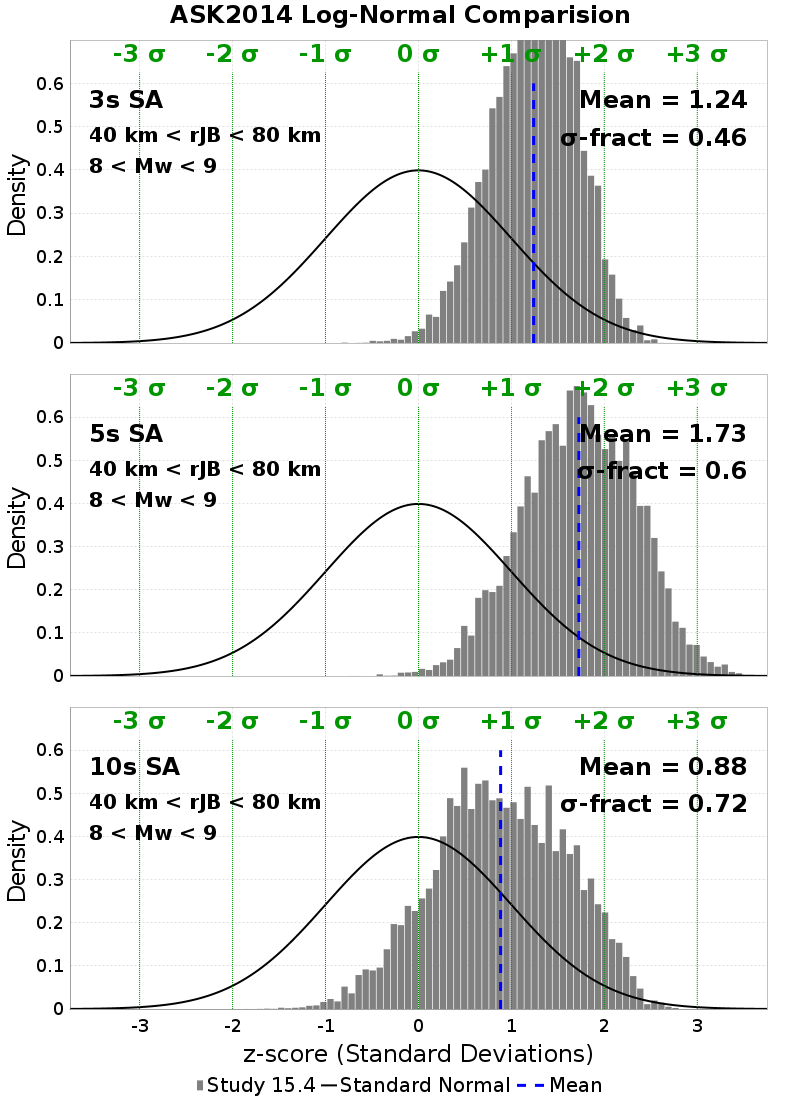 ASK2014 Log-Normal Comparision
-3 σ -2 σ -1 σ 0 σ +1 σ +2 σ +3 σ
0.6
0.5
0.4
0.3
0.2
0.1
0
Density
3s SA
40 km < rJB < 80 km
8 < Mw < 9
Mean = 1.24
σ-fract = 0.46
-3 σ -2 σ -1 σ 0 σ +1 σ +2 σ +3 σ
0.6
0.5
0.4
0.3
0.2
0.1
0
Density
5s SA
40 km < rJB < 80 km
8 < Mw < 9
Mean = 1.73
σ-fract = 0.6
-3 σ -2 σ -1 σ 0 σ +1 σ +2 σ +3 σ
0.6
0.5
0.4
0.3
0.2
0.1
0
Density
10s SA
40 km < rJB < 80 km
8 < Mw < 9
Mean = 0.88
σ-fract = 0.72
-3 -2 -1 0 1 2 3
z-score (Standard Deviations)
Study 15.4 Standard Normal Mean